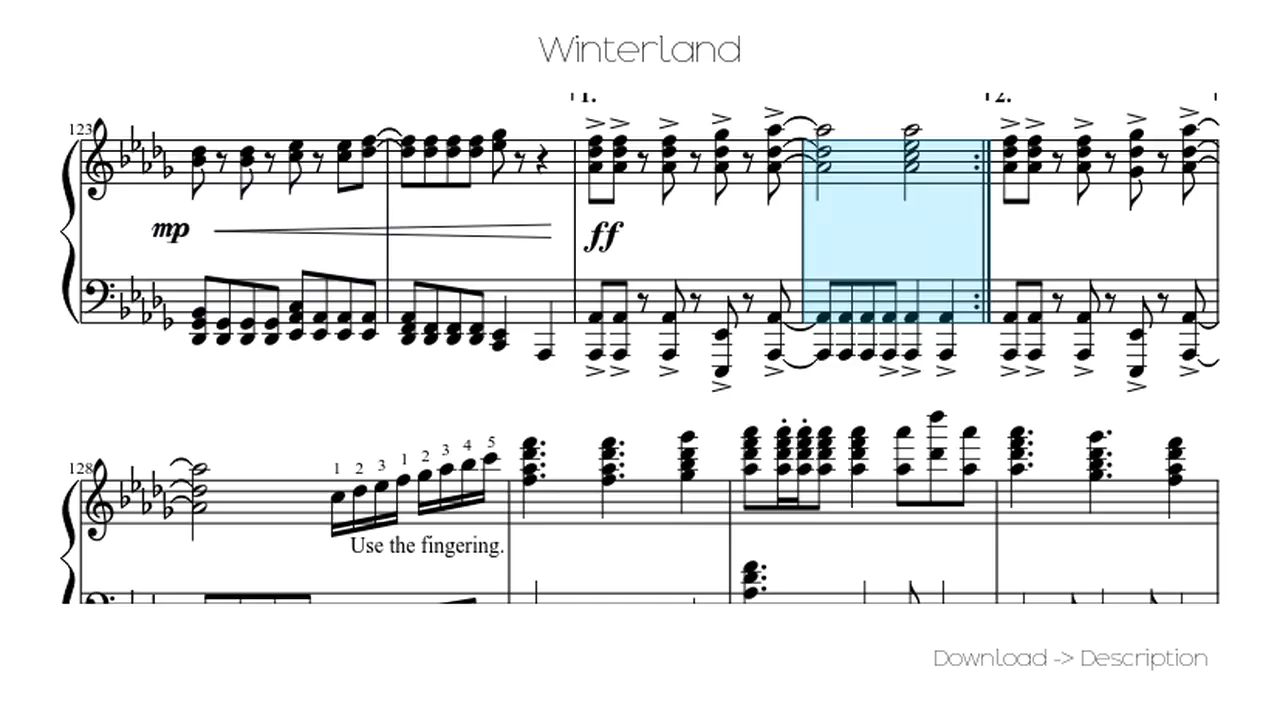 Winterland
1.
2.
123
mp
ff
128
1 2 3 1 2 3 4 5
Use the fingering.
Download -> Description